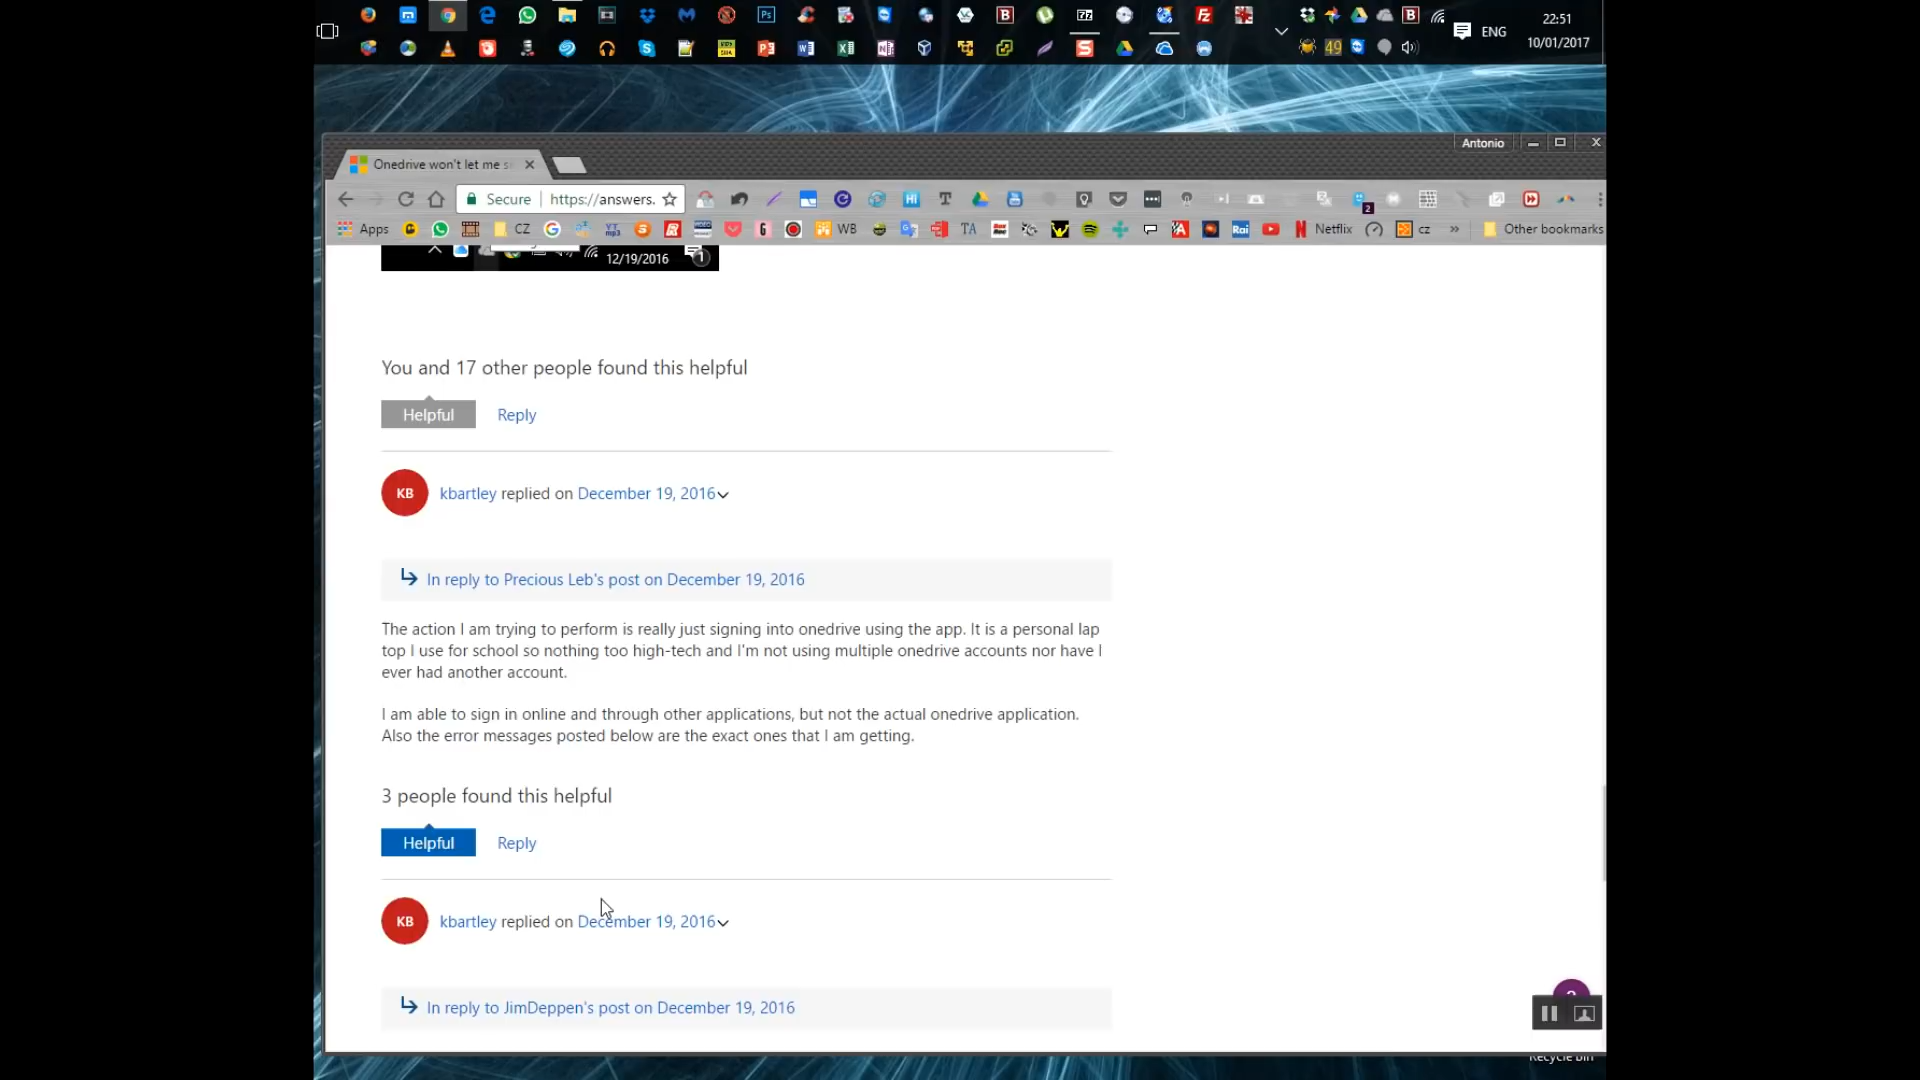 22:51
ENG
10/01/2017
49
Antonio
Onedrive won't let me s
Secure https://answers.
Apps CZ WB TA Netflix cz » Other bookmarks
12/19/2016
You and 17 other people found this helpful
Helpful Reply
KB kbartley replied on December 19, 2016
In reply to Precious Leb's post on December 19, 2016
The action I am trying to perform is really just signing into onedrive using the app. It is a personal lap
top I use for school so nothing too high-tech and I'm not using multiple onedrive accounts nor have I
ever had another account.
I am able to sign in online and through other applications, but not the actual onedrive application.
Also the error messages posted below are the exact ones that I am getting.
3 people found this helpful
Helpful Reply
KB kbartley replied on December 19, 2016
In reply to JimDeppen's post on December 19, 2016
Recycle Bin